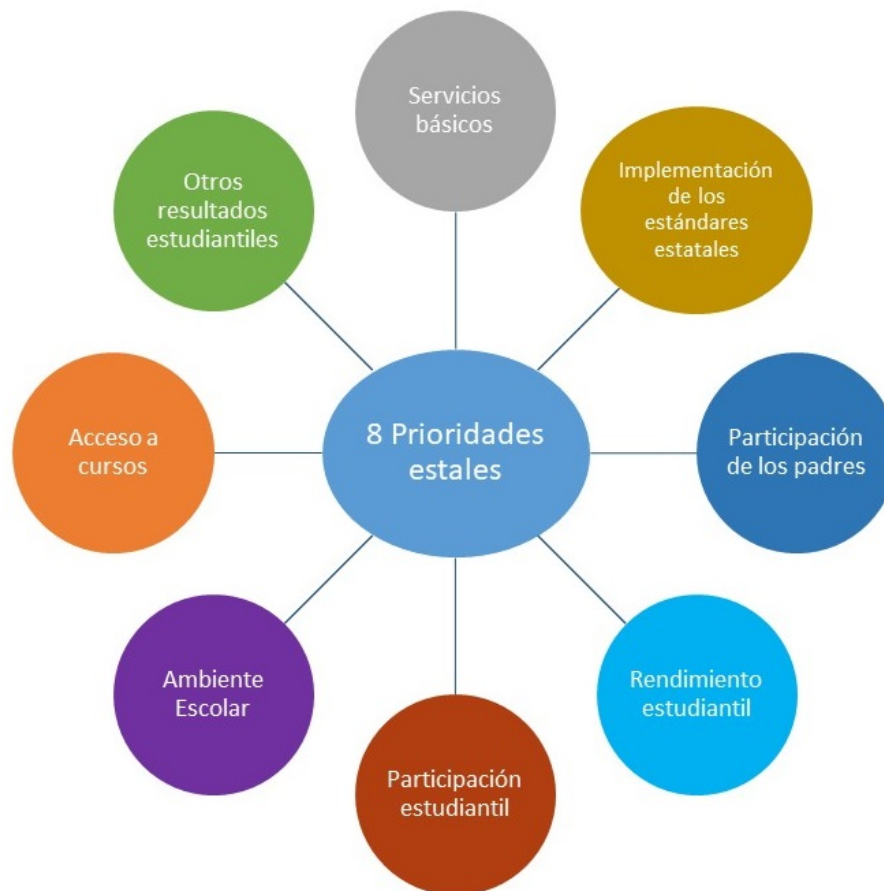 Servicios
básicos
Implementación
de los
estándares
estatales
Participación
de los padres
Rendimiento
estudiantil
Participación
estudiantil
Ambiente
Escolar
Acceso a
cursos
Otros
resultados
estudiantiles
8 Prioridades
estales